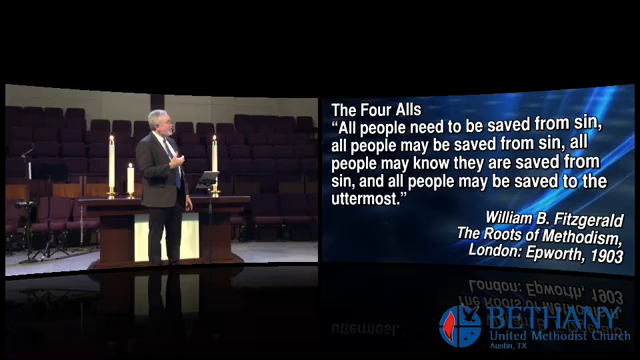 The Four Alls
“All people need to be saved from sin,
all people may be saved from sin, all
people may know they are saved from
sin, and all people may be saved to the
uttermost.”
William B. Fitzgerald
The Roots of Methodism,
London: Epworth, 1903
BETHANY
United Methodist Church
Austin, TX